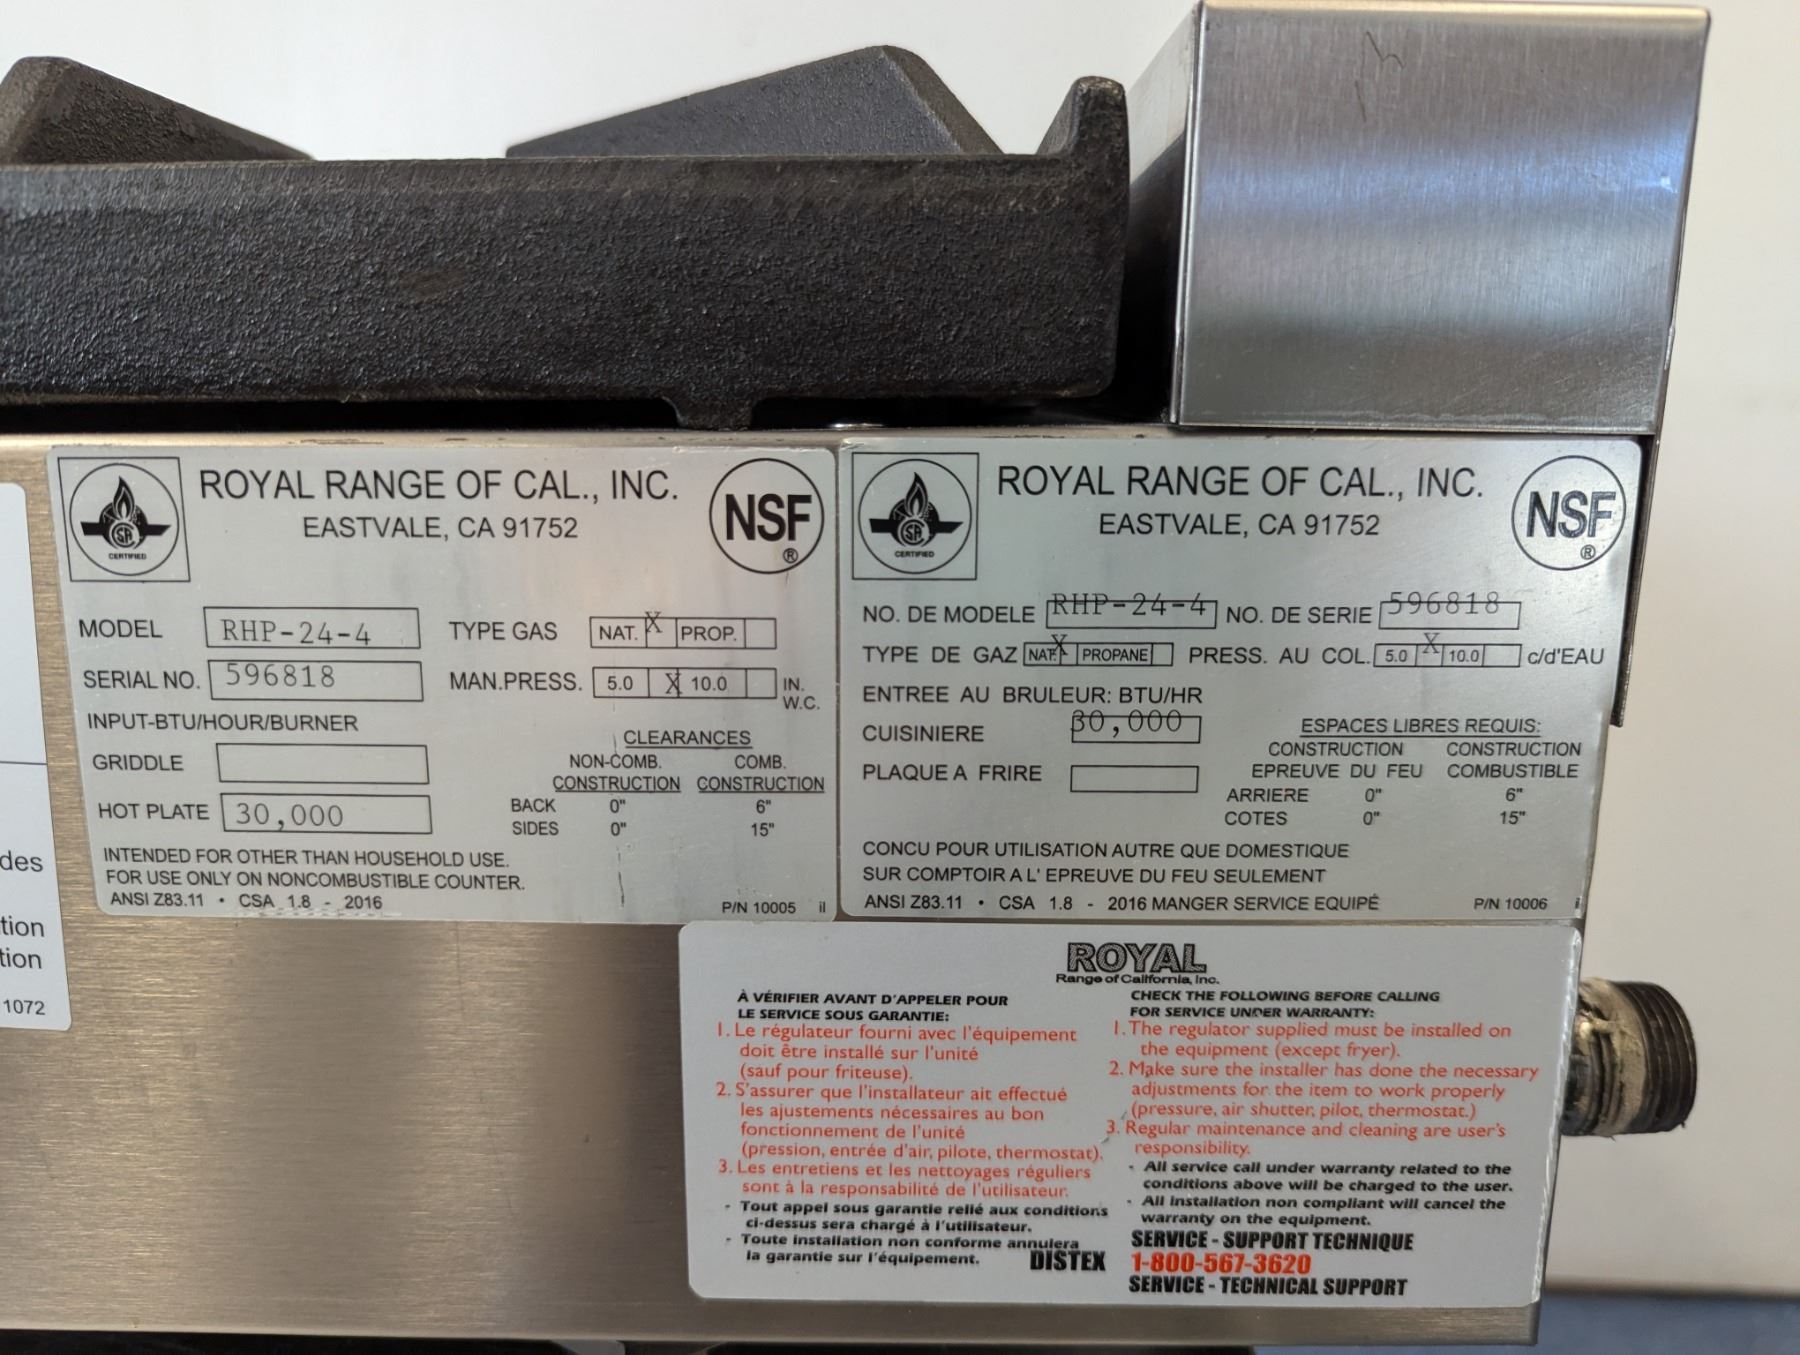 ROYAL RANGE OF CAL., INC.
EASTVALE, CA 91752
CERTIFIED
NSF
®
MODEL RHP-24-4 TYPE GAS NAT. X PROP.
SERIAL NO. 596818 MAN.PRESS. 5.0 X 10.0 IN. W.C.
INPUT-BTU/HOUR/BURNER
GRIDDLE
HOT PLATE 30,000
CLEARANCES
NON-COMB. COMB.
CONSTRUCTION CONSTRUCTION
BACK 0" 6"
SIDES 0" 15"
INTENDED FOR OTHER THAN HOUSEHOLD USE.
FOR USE ONLY ON NONCOMBUSTIBLE COUNTER.
ANSI Z83.11 • CSA 1.8 - 2016
P/N 10005 il
ROYAL RANGE OF CAL., INC.
EASTVALE, CA 91752
CERTIFIED
NSF
®
NO. DE MODELE RHP-24-4 NO. DE SERIE 596818
TYPE DE GAZ NAT. X PROPANE PRESS. AU COL. 5.0 X 10.0 c/d'EAU
ENTREE AU BRULEUR: BTU/HR
CUISINIERE 30,000
PLAQUE A FRIRE
ESPACES LIBRES REQUIS:
CONSTRUCTION CONSTRUCTION
EPREUVE DU FEU COMBUSTIBLE
ARRIERE 0" 6"
COTES 0" 15"
CONCU POUR UTILISATION AUTRE QUE DOMESTIQUE
SUR COMPTOIR A L' EPREUVE DU FEU SEULEMENT
ANSI Z83.11 • CSA 1.8 - 2016 MANGER SERVICE EQUIPÉ
P/N 10006
des
tion
tion
1072
ROYAL
Range of California, Inc.
À VÉRIFIER AVANT D'APPELER POUR
LE SERVICE SOUS GARANTIE:
1. Le régulateur fourni avec l'équipement
doit être installé sur l'unité
(sauf pour friteuse).
2. S'assurer que l'installateur ait effectué
les ajustements nécessaires au bon
fonctionnement de l'unité
(pression, entrée d'air, pilote, thermostat).
3. Les entretiens et les nettoyages réguliers
sont à la responsabilité de l'utilisateur.
- Tout appel sous garantie relié aux conditions
ci-dessus sera chargé à l'utilisateur.
- Toute installation non conforme annulera
la garantie sur l'équipement.
CHECK THE FOLLOWING BEFORE CALLING
FOR SERVICE UNDER WARRANTY:
1. The regulator supplied must be installed on
the equipment (except fryer).
2. Make sure the installer has done the necessary
adjustments for the item to work properly
(pressure, air shutter, pilot, thermostat.)
3. Regular maintenance and cleaning are user's
responsibility.
- All service call under warranty related to the
conditions above will be charged to the user.
- All installation non compliant will cancel the
warranty on the equipment.
SERVICE - SUPPORT TECHNIQUE
DISTEX 1-800-567-3620
SERVICE - TECHNICAL SUPPORT